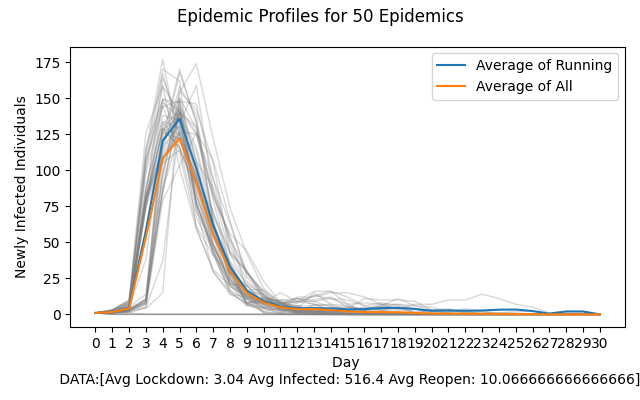 Epidemic Profiles for 50 Epidemics
Average of Running
Average of All
Newly Infected Individuals
175
150
125
100
75
50
25
0
0 1 2 3 4 5 6 7 8 9 10 11 12 13 14 15 16 17 18 19 20 21 22 23 24 25 26 27 28 29 30
Day
DATA:[Avg Lockdown: 3.04 Avg Infected: 516.4 Avg Reopen: 10.066666666666666]